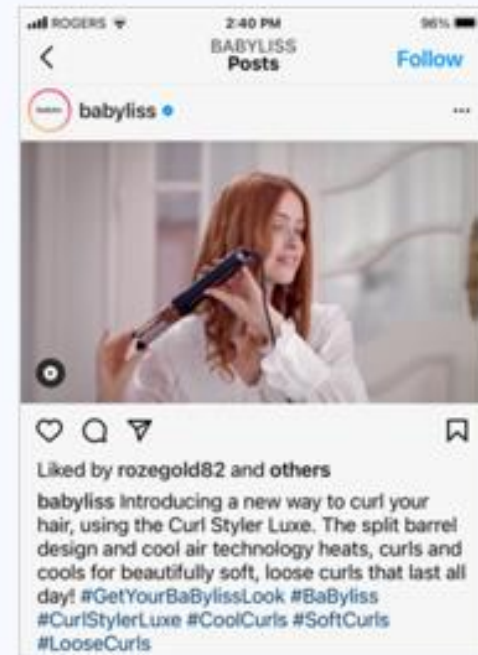 ROGERS 2:40 PM 96%
BABYLISS
Posts
Follow
babyliss
Liked by rozegold82 and others
babyliss Introducing a new way to curl your
hair, using the Curl Styler Luxe. The split barrel
design and cool air technology heats, curls and
cools for beautifully soft, loose curls that last all
day! #GetYourBaBylissLook #BaByliss
#CurlStylerLuxe #CoolCurls #SoftCurls
#LooseCurls